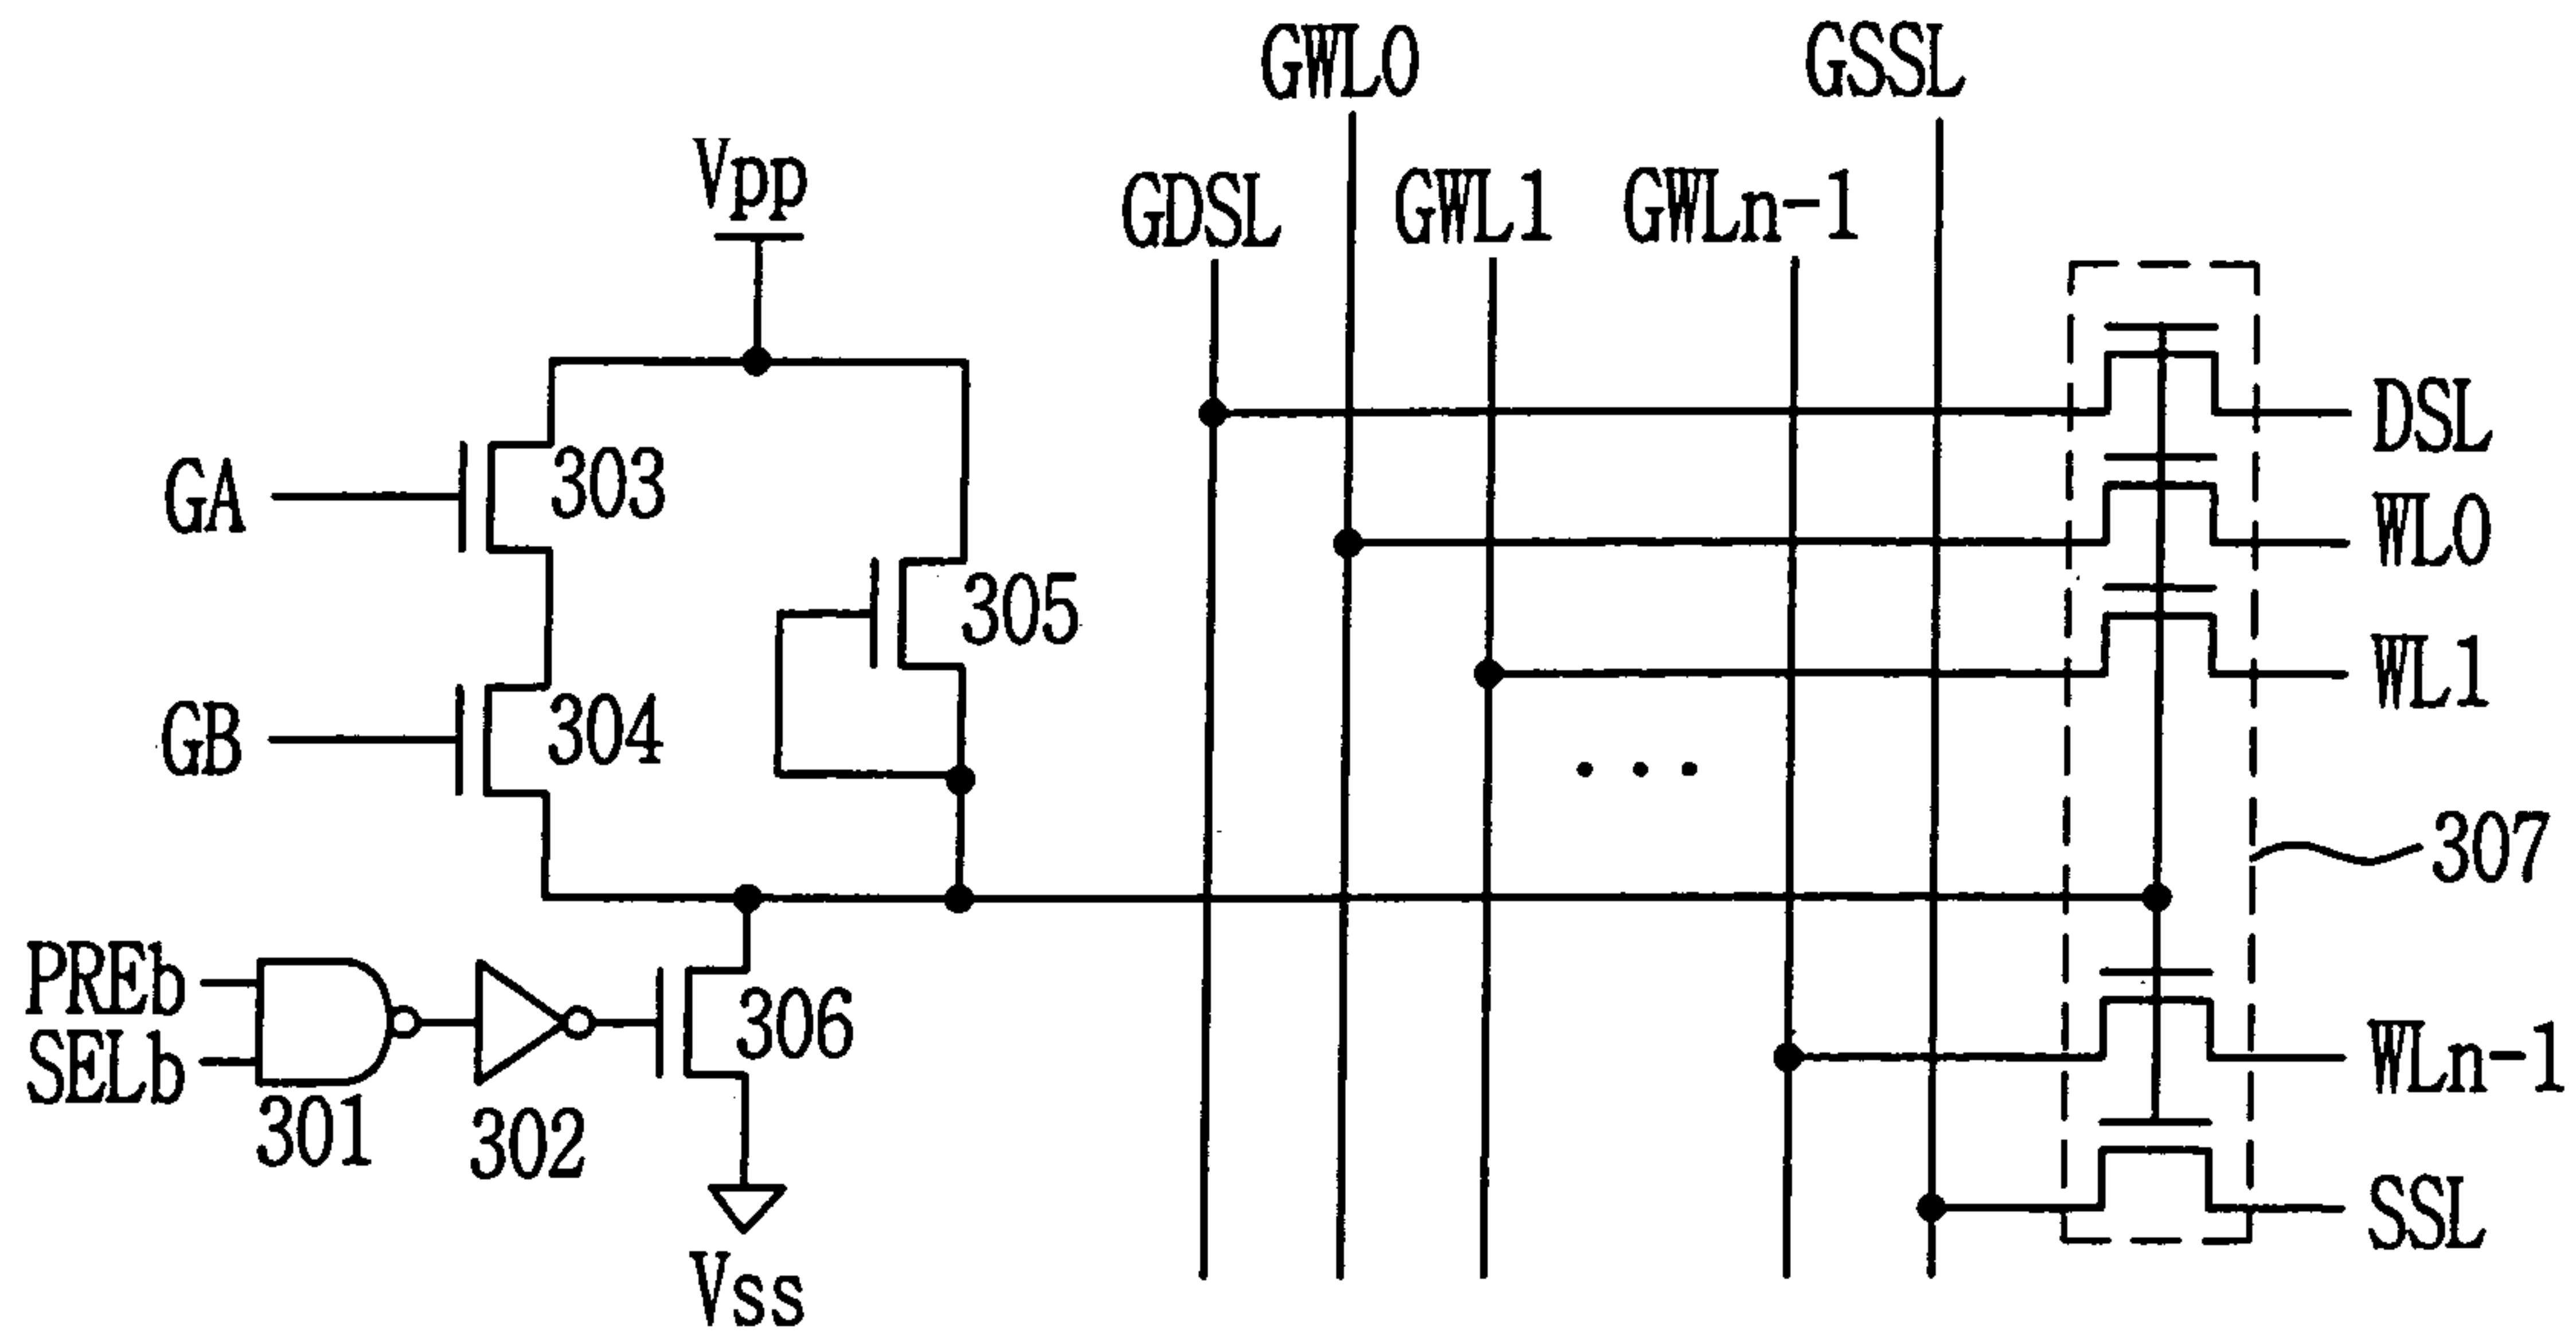 GWL0
GSSL
Vpp
GDSL
GWL1
GWLn-1
DSL
GA
303
WL0
305
WL1
GB
304
...
307
PREb
SELb
301
302
306
WLn-1
SSL
Vss